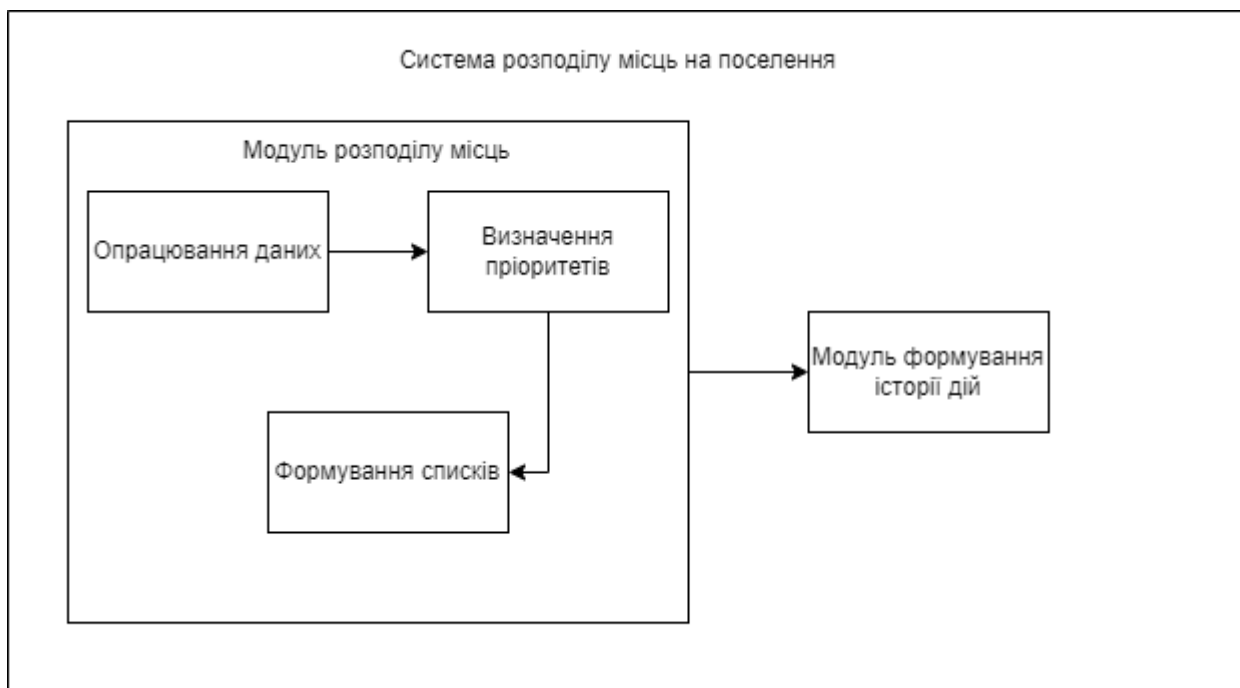 Система розподілу місць на поселення
Модуль розподілу місць
Опрацювання даних
Визначення
пріоритетів
Модуль формування
історії дій
Формування списків